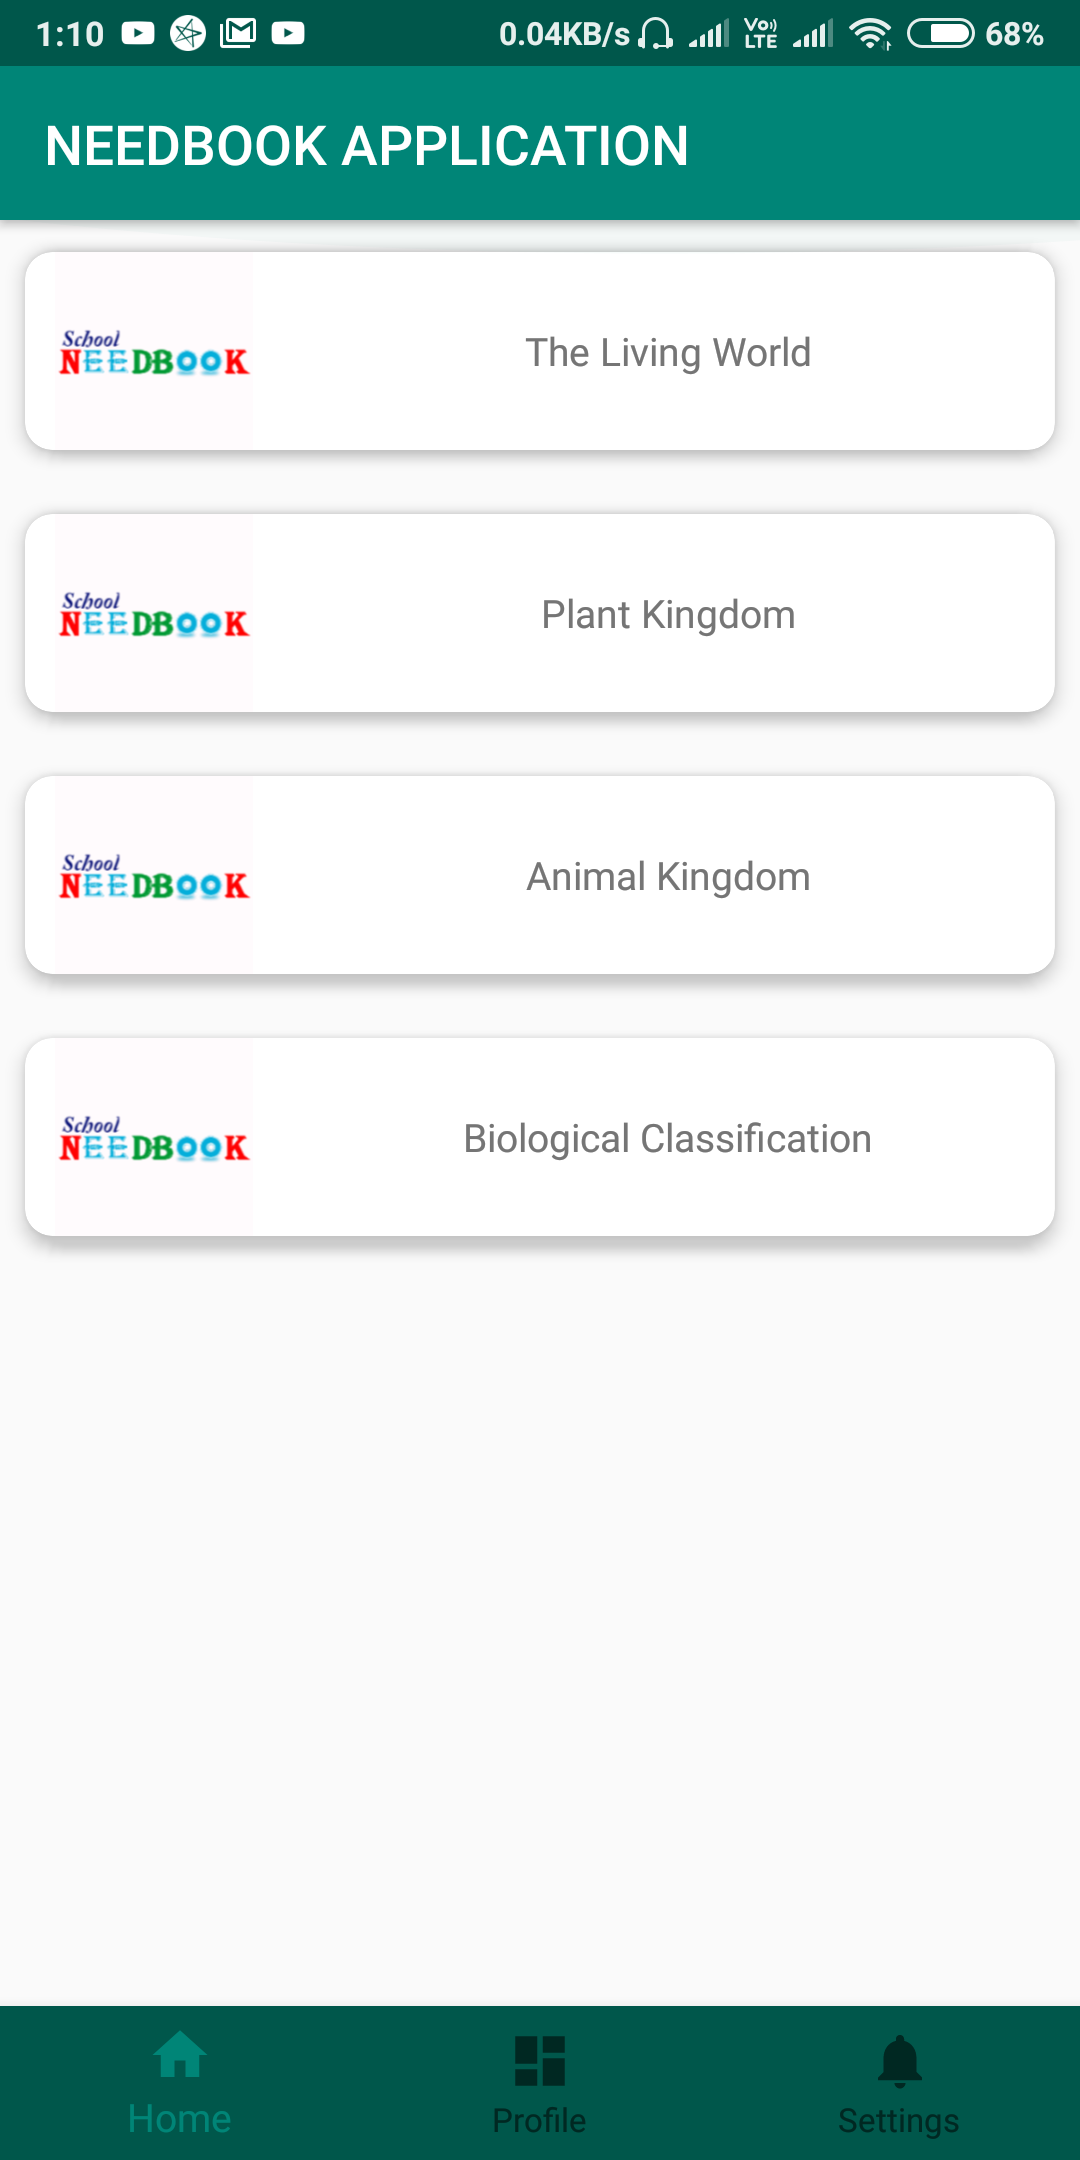 1:10 0.04KB/s Vo) LTE 68%
NEEDBOOK APPLICATION
School
NEEDBOOK
The Living World
School
NEEDBOOK
Plant Kingdom
School
NEEDBOOK
Animal Kingdom
School
NEEDBOOK
Biological Classification
Home Profile Settings